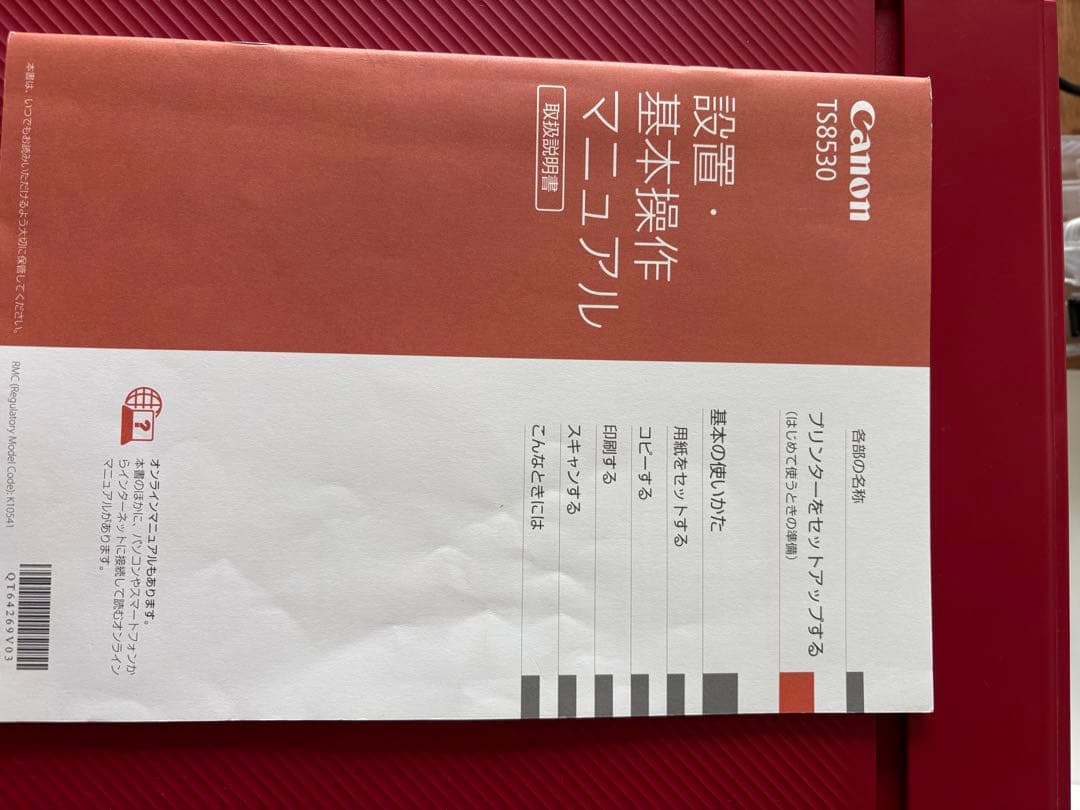 Canon
TS8530
設置・
基本操作
マニュアル
取扱説明書
各部の名称
プリンターをセットアップする
(はじめて使うときの準備)
基本の使いかた
用紙をセットする
コピーする
印刷する
スキャンする
こんなときには
?
オンラインマニュアルもあります。
本書のほかに、パソコンやスマートフォンか
らインターネットに接続して読むオンライン
マニュアルがあります。
本書は、いつでもお読みいただけるよう大切に保管してください。
RMC (Regulatory Model Code): K10541
QT64269V03